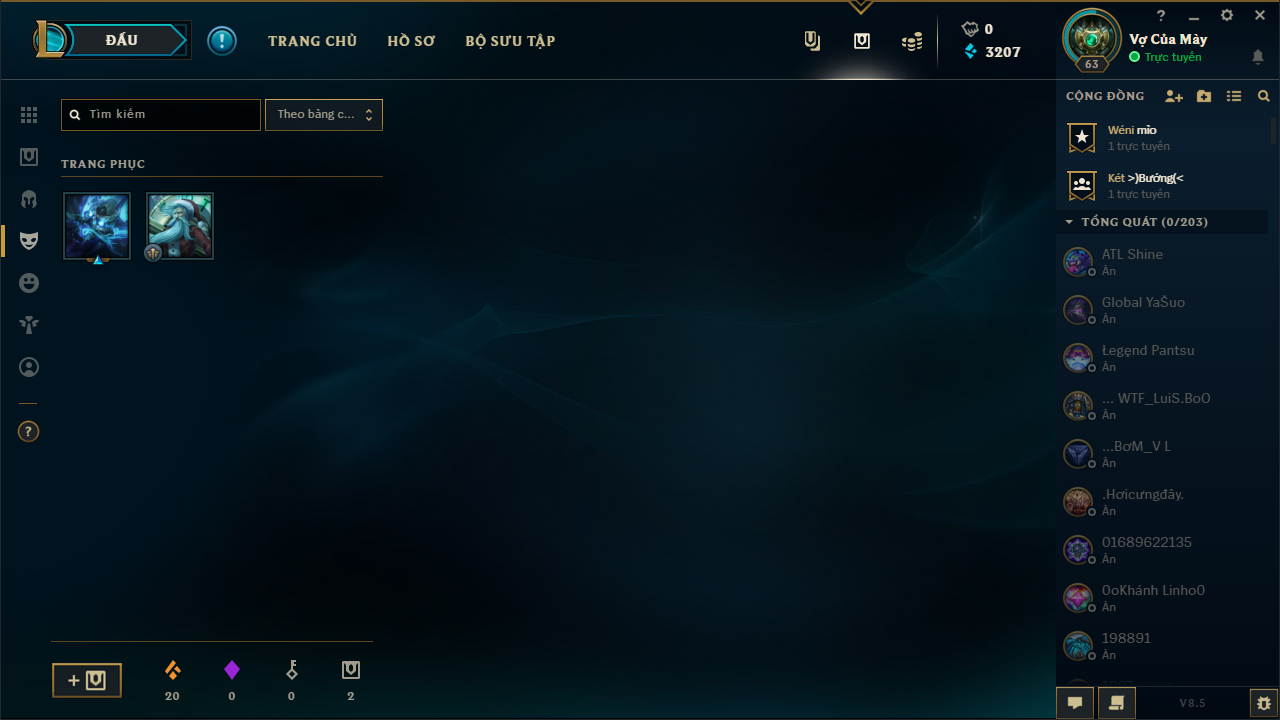 ĐẤU
TRANG CHỦ
HỒ SƠ
BỘ SƯU TẬP
0
3207
63
Vợ Của Mày
Trực tuyến
Tìm kiếm
Theo bảng c...
TRANG PHỤC
20
0
0
2
CỘNG ĐỒNG
Wéni mỉo
1 trực tuyến
Két >)Bướng(<
1 trực tuyến
TỔNG QUÁT (0/203)
ATL Shine
Ẩn
Global YaŠuo
Ẩn
Łegęnd Pantsu
Ẩn
... WTF_LuiS.BoO
Ẩn
...BơM_V L
Ẩn
.Hơicưngđây.
Ẩn
01689622135
Ẩn
0oKhánh Linho0
Ẩn
198891
Ẩn
V8.5